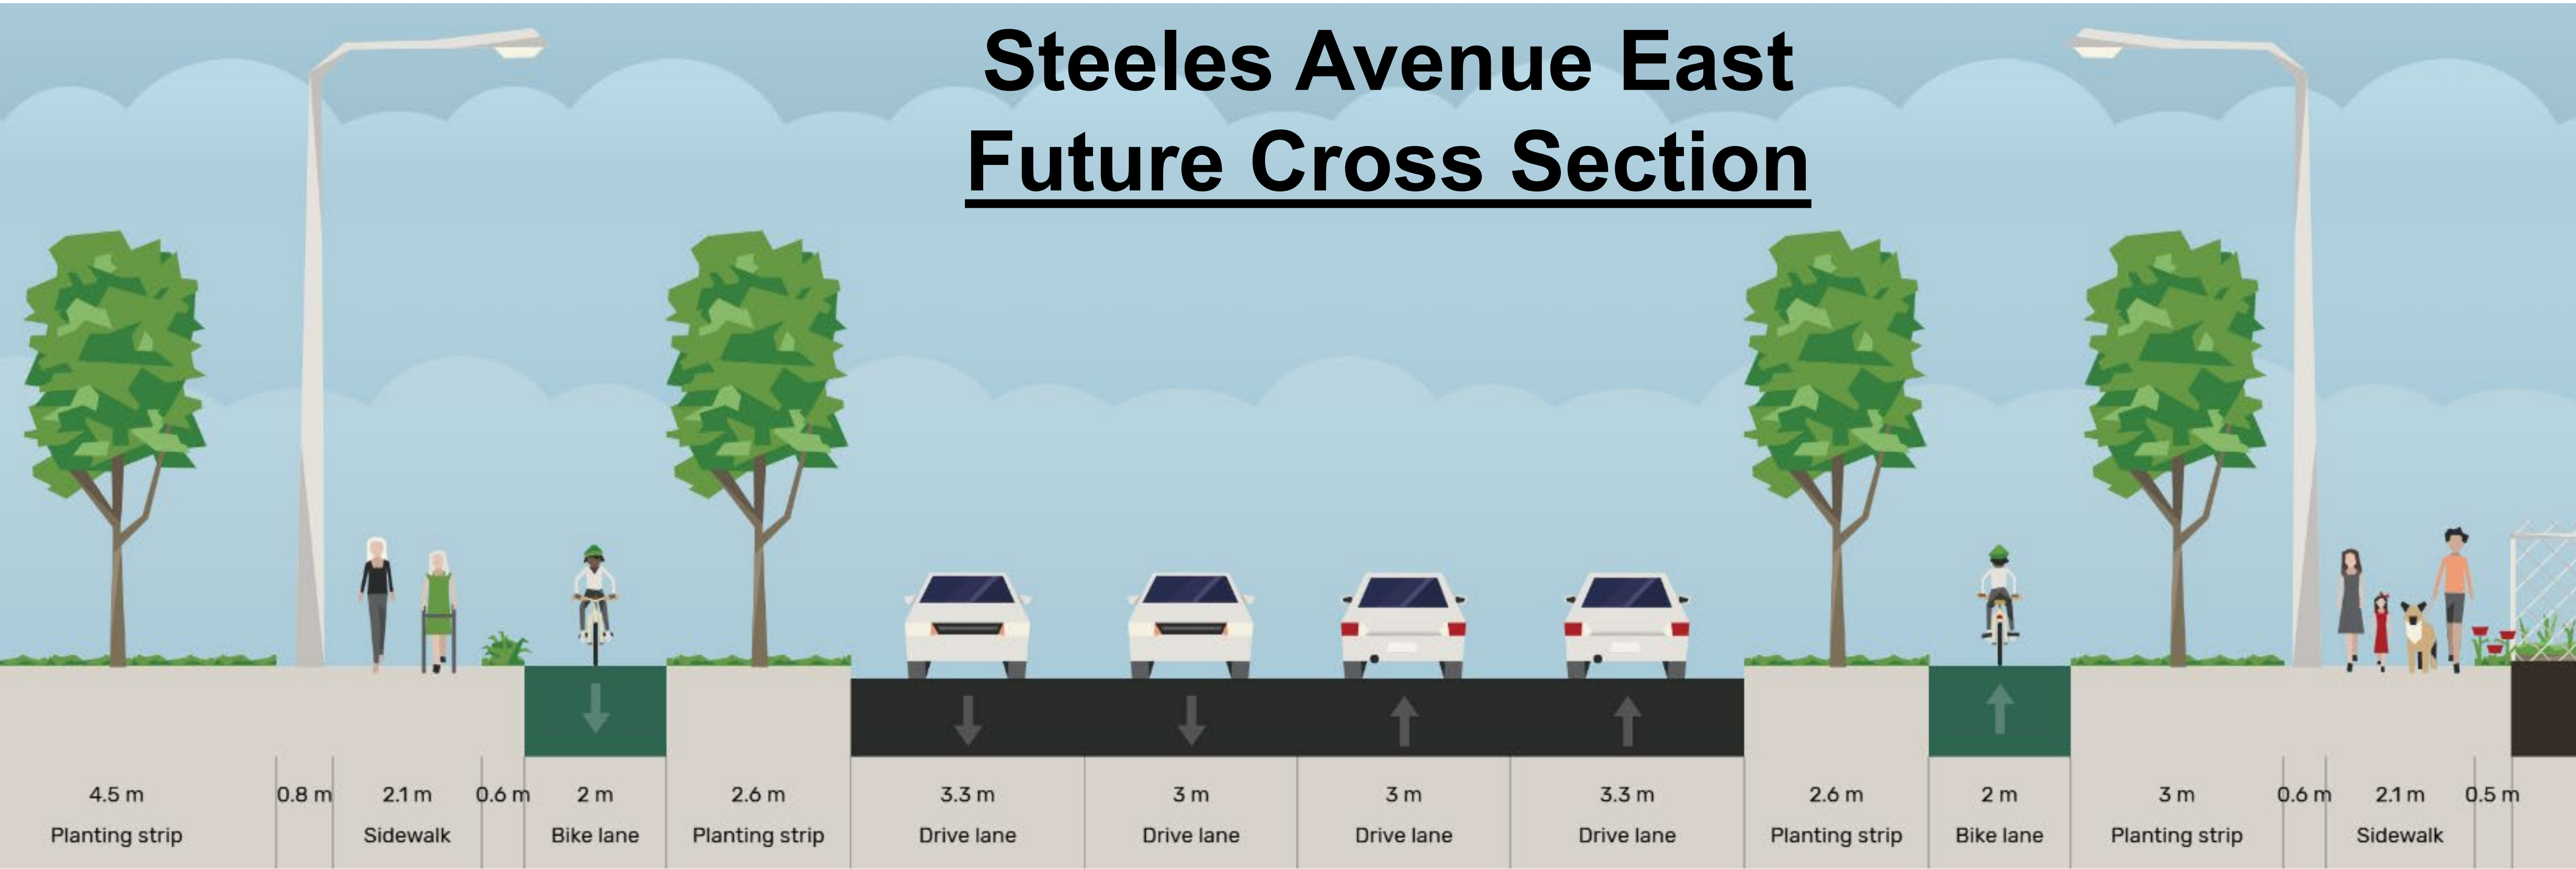 Steeles Avenue East
Future Cross Section
4.5 m 0.8 m 2.1 m 0.6 m 2 m 2.6 m 3.3 m 3 m 3 m 3.3 m 2.6 m 2 m 3 m 0.6 m 2.1 m 0.5 m
Planting strip Sidewalk Bike lane Planting strip Drive lane Drive lane Drive lane Drive lane Planting strip Bike lane Planting strip Sidewalk